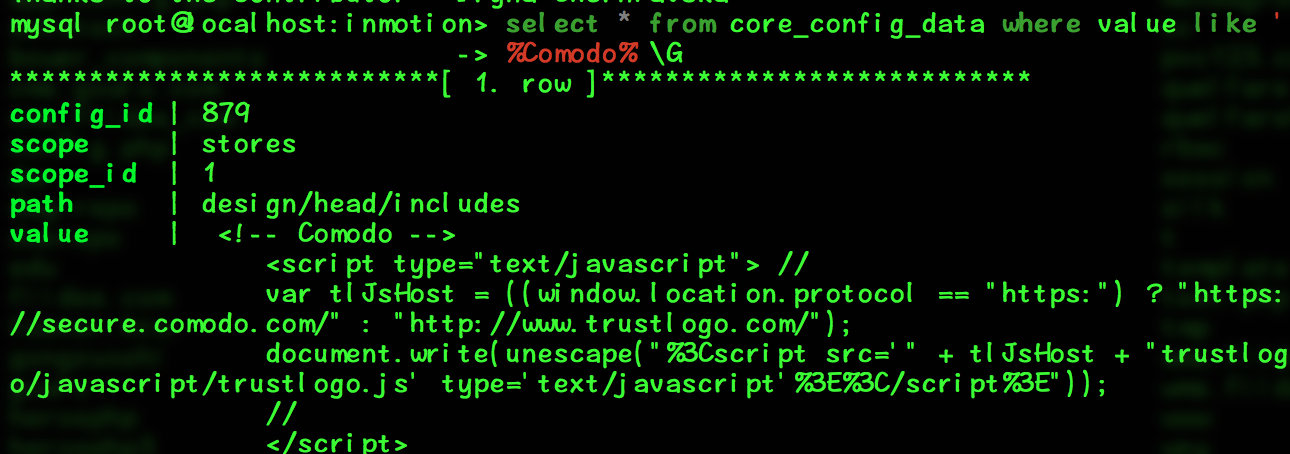 mysql root@localhost:inmotion> select * from core_config_data where value like '
-> %Comodo% \G
***************************[ 1. row ]***************************
config_id | 879
scope | stores
scope_id | 1
path | design/head/includes
value | <!-- Comodo -->
<script type="text/javascript"> //
var tlJsHost = ((window.location.protocol == "https:") ? "https:
//secure.comodo.com/" : "http://www.trustlogo.com/");
document.write(unescape("%3Cscript src='" + tlJsHost + "trustlog
o/javascript/trustlogo.js' type='text/javascript'%3E%3C/script%3E"));
//
</script>